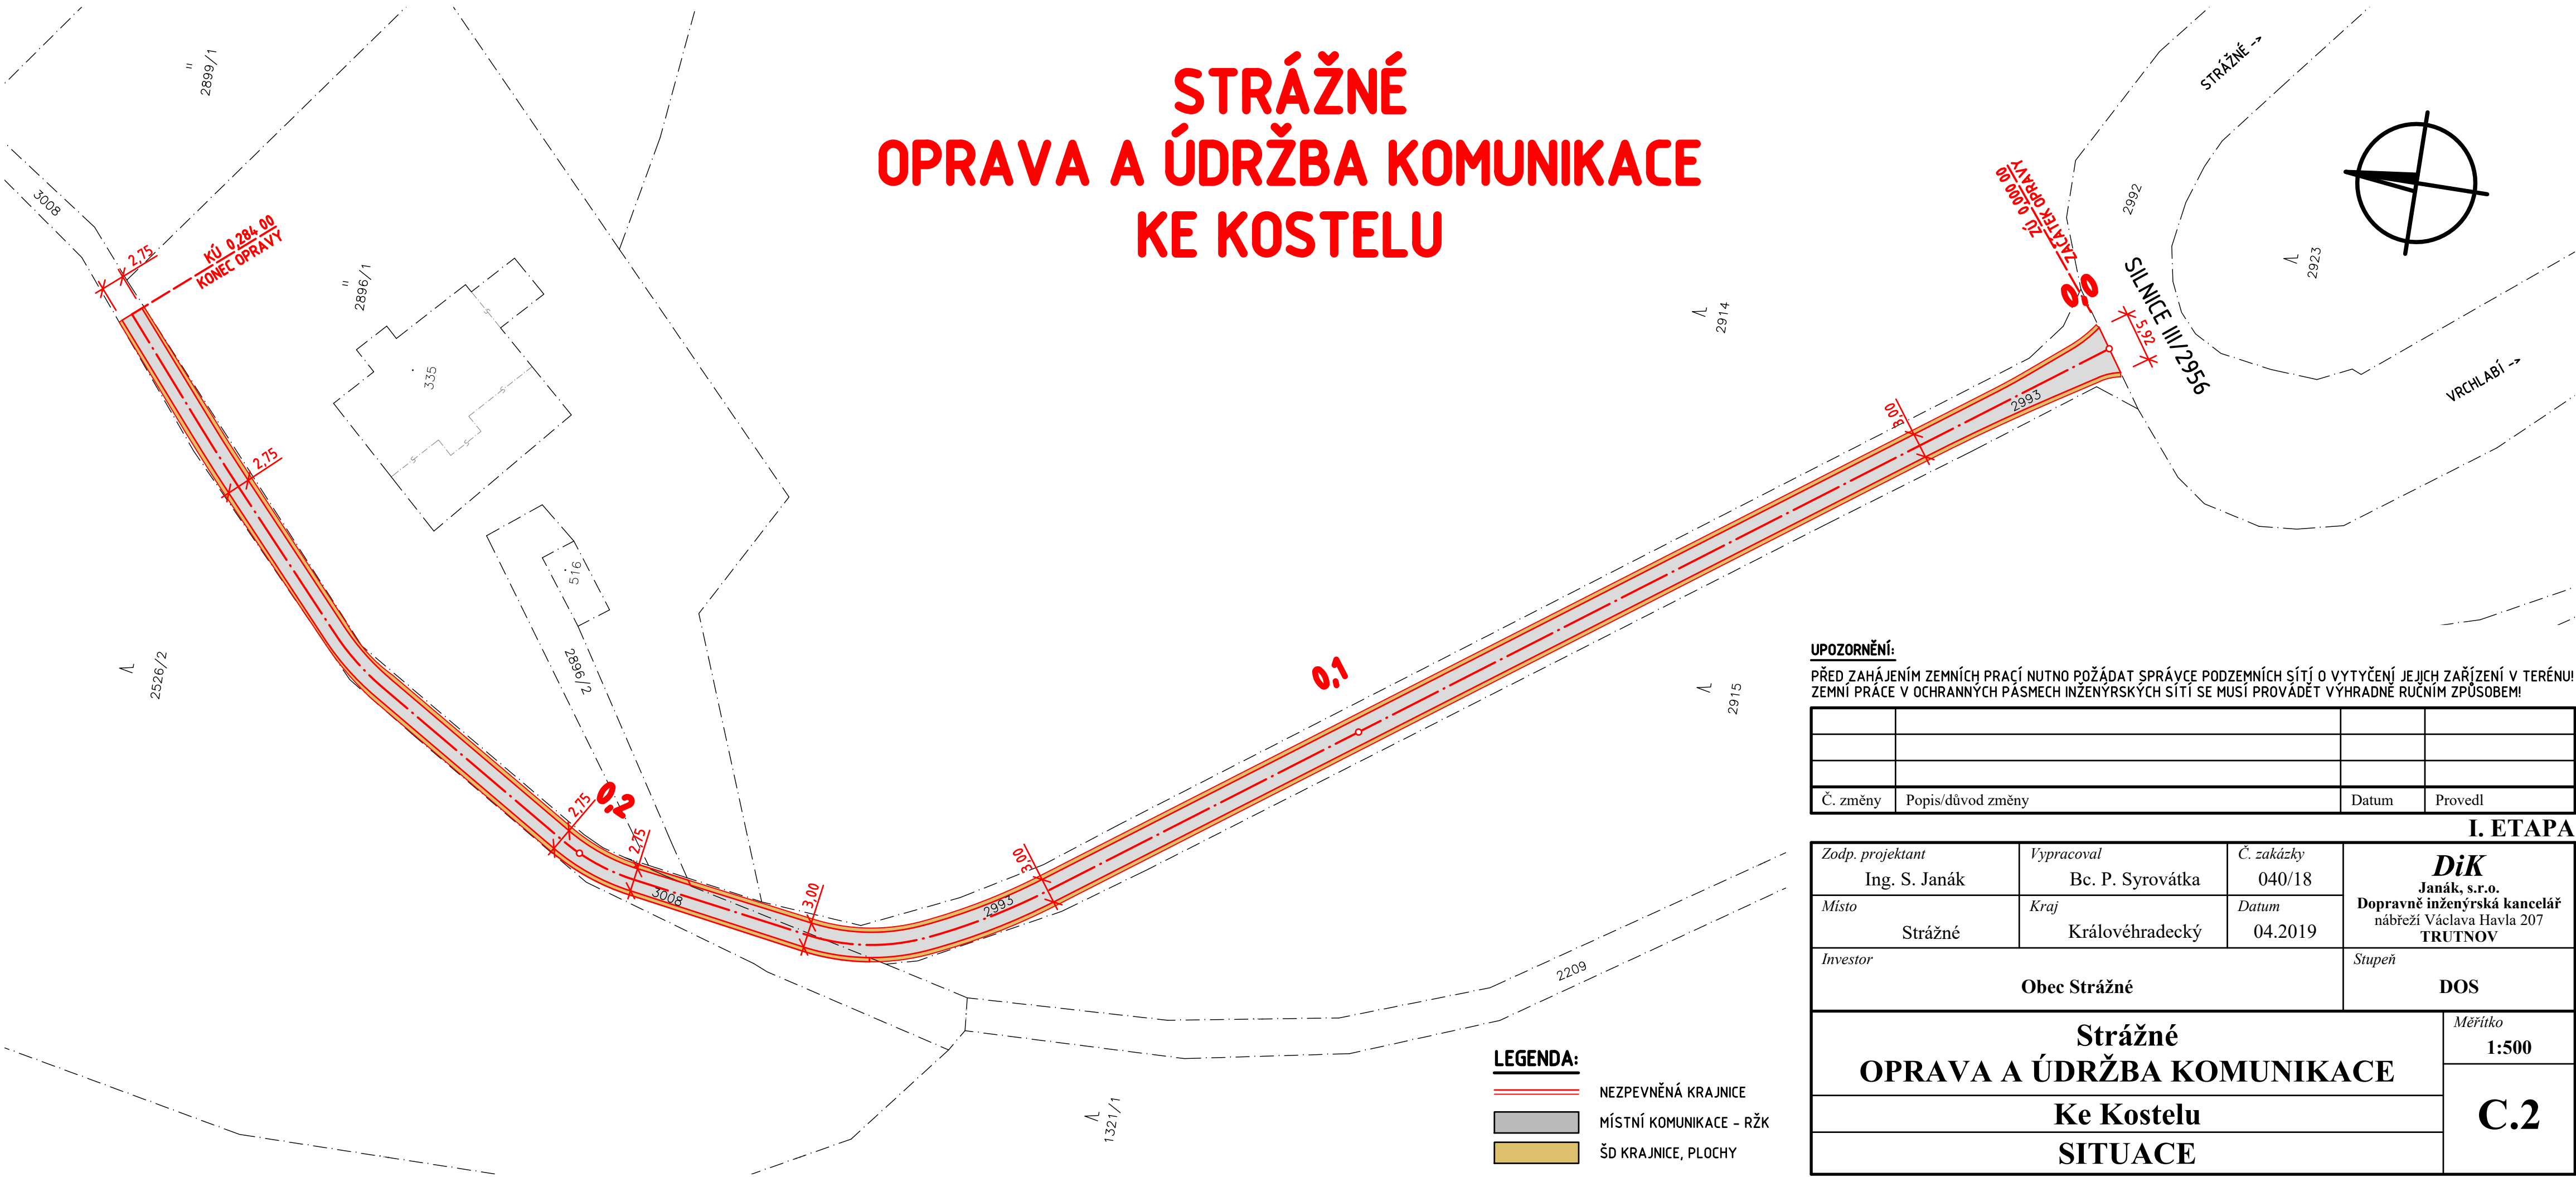 STRÁŽNÉ
OPRAVA A ÚDRŽBA KOMUNIKACE
KE KOSTELU
2899/1
3008
2,75
KÚ 0,284 00
KONEC OPRAVY
2896/1
335
2,75
516
2896/2
2526/2
2,75
0,2
2,75
3008
3,00
2993
3,00
0,1
2914
2915
3,00
2993
ZÚ 0,000 00
ZAČÁTEK OPRAVY
0,0
5,92
SILNICE III/2956
2992
STRÁŽNÉ ->
2923
VRCHLABÍ ->
2209
1321/1
LEGENDA:
NEZPEVNĚNÁ KRAJNICE
MÍSTNÍ KOMUNIKACE - RŽK
ŠD KRAJNICE, PLOCHY
UPOZORNĚNÍ:
PŘED ZAHÁJENÍM ZEMNÍCH PRACÍ NUTNO POŽÁDAT SPRÁVCE PODZEMNÍCH SÍTÍ O VYTYČENÍ JEJICH ZAŘÍZENÍ V TERÉNU!
ZEMNÍ PRÁCE V OCHRANNÝCH PÁSMECH INŽENÝRSKÝCH SÍTÍ SE MUSÍ PROVÁDĚT VÝHRADNĚ RUČNÍM ZPŮSOBEM!
Č. změny Popis/důvod změny Datum Provedl
I. ETAPA
Zodp. projektant Vypracoval Č. zakázky
Ing. S. Janák Bc. P. Syrovátka 040/18
Místo Kraj Datum
Strážné Královéhradecký 04.2019
DiK
Janák, s.r.o.
Dopravně inženýrská kancelář
nábřeží Václava Havla 207
TRUTNOV
Investor Stupeň
Obec Strážné DOS
Strážné
OPRAVA A ÚDRŽBA KOMUNIKACE
Ke Kostelu
SITUACE
Měřítko
1:500
C.2